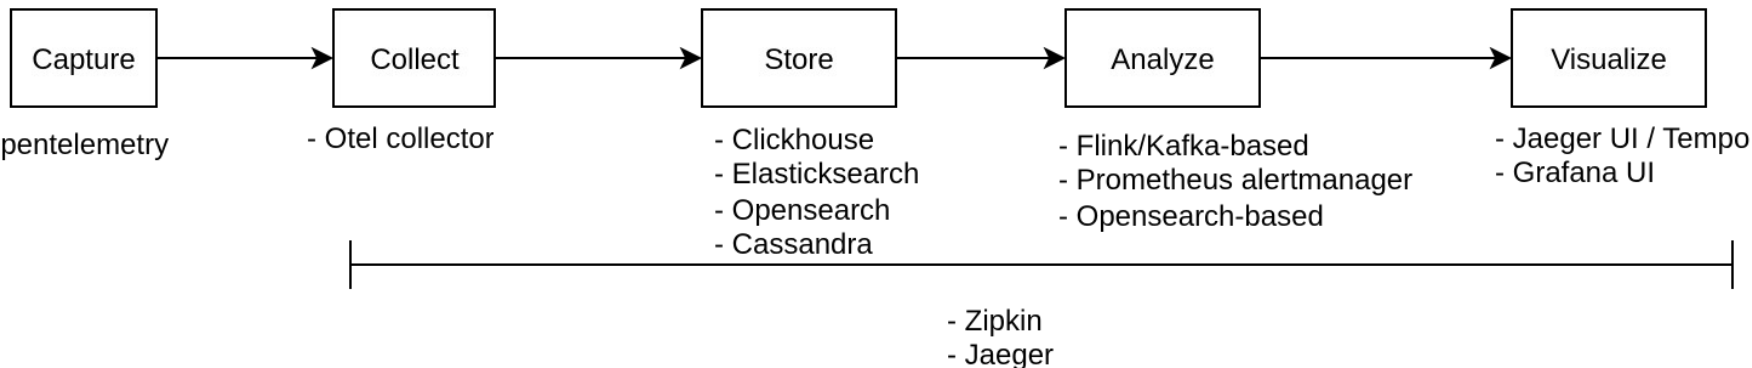 Capture
Collect
Store
Analyze
Visualize
pentelemetry
- Otel collector
- Clickhouse
- Elasticksearch
- Opensearch
- Cassandra
- Flink/Kafka-based
- Prometheus alertmanager
- Opensearch-based
- Jaeger UI / Tempo
- Grafana UI
- Zipkin
- Jaeger